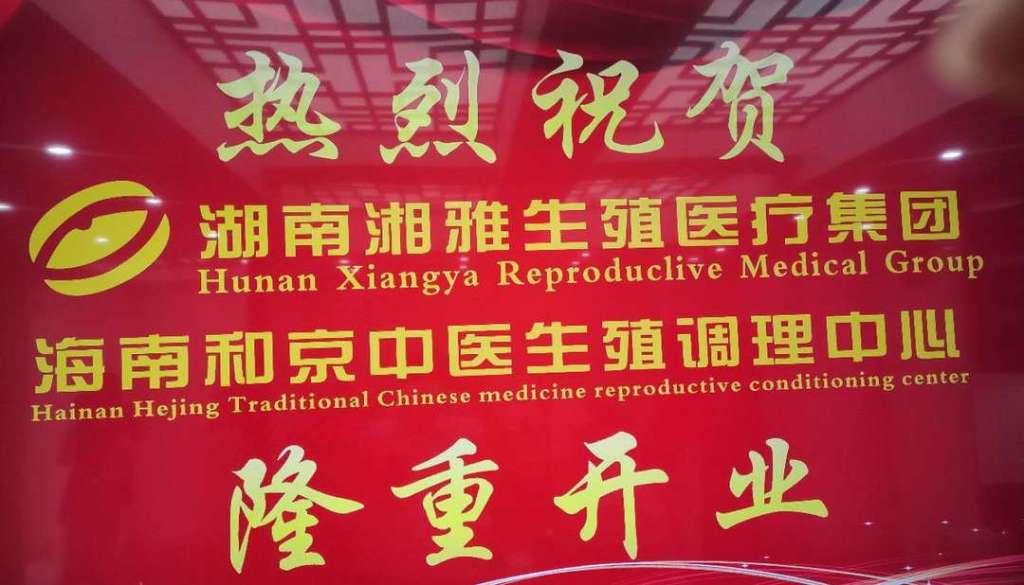 热烈祝贺
湖南湘雅生殖医疗集团
Hunan Xiangya Reproduclive Medical Group
海南和京中医生殖调理中心
Hainan Hejing Traditional Chinese medicine reproductive conditioning center
隆重开业